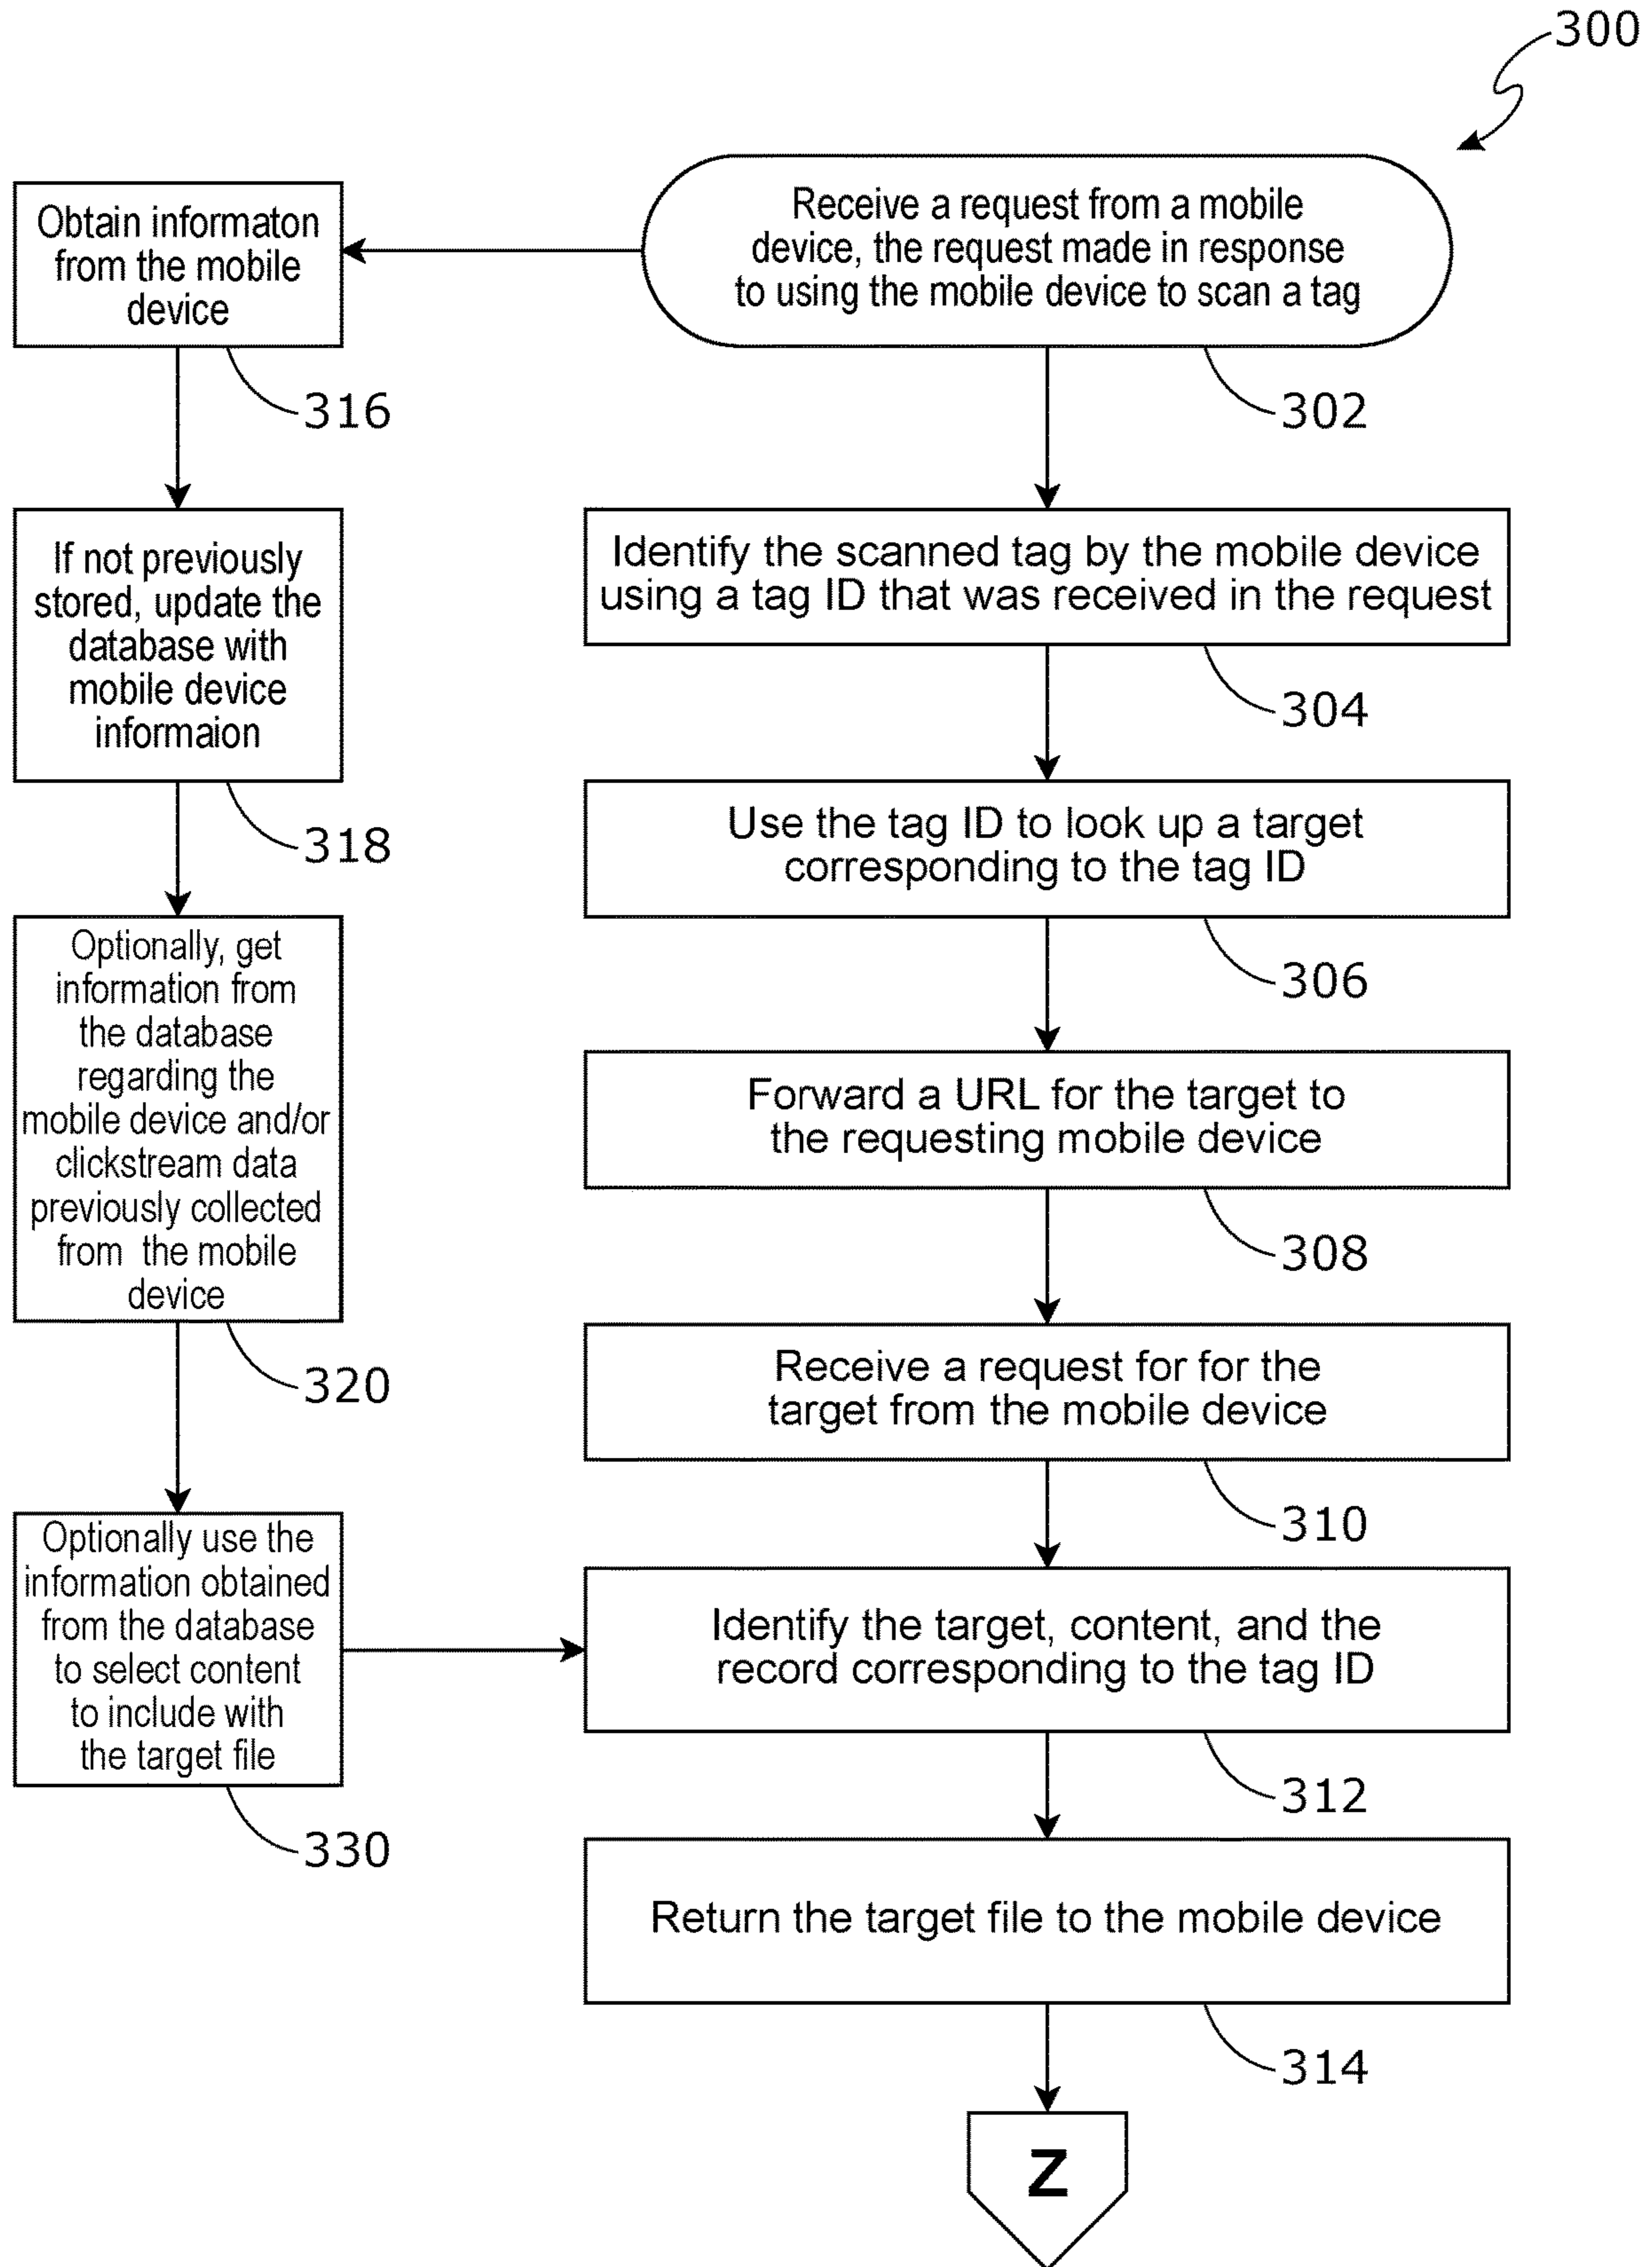 300
Receive a request from a mobile
device, the request made in response
to using the mobile device to scan a tag
302
Obtain informaton
from the mobile
device
316
Identify the scanned tag by the mobile device
using a tag ID that was received in the request
304
If not previously
stored, update the
database with
mobile device
informaion
318
Use the tag ID to look up a target
corresponding to the tag ID
306
Optionally, get
information from
the database
regarding the
mobile device and/or
clickstream data
previously collected
from the mobile
device
320
Forward a URL for the target to
the requesting mobile device
308
Receive a request for for the
target from the mobile device
310
Optionally use the
information obtained
from the database
to select content
to include with
the target file
330
Identify the target, content, and the
record corresponding to the tag ID
312
Return the target file to the mobile device
314
Z